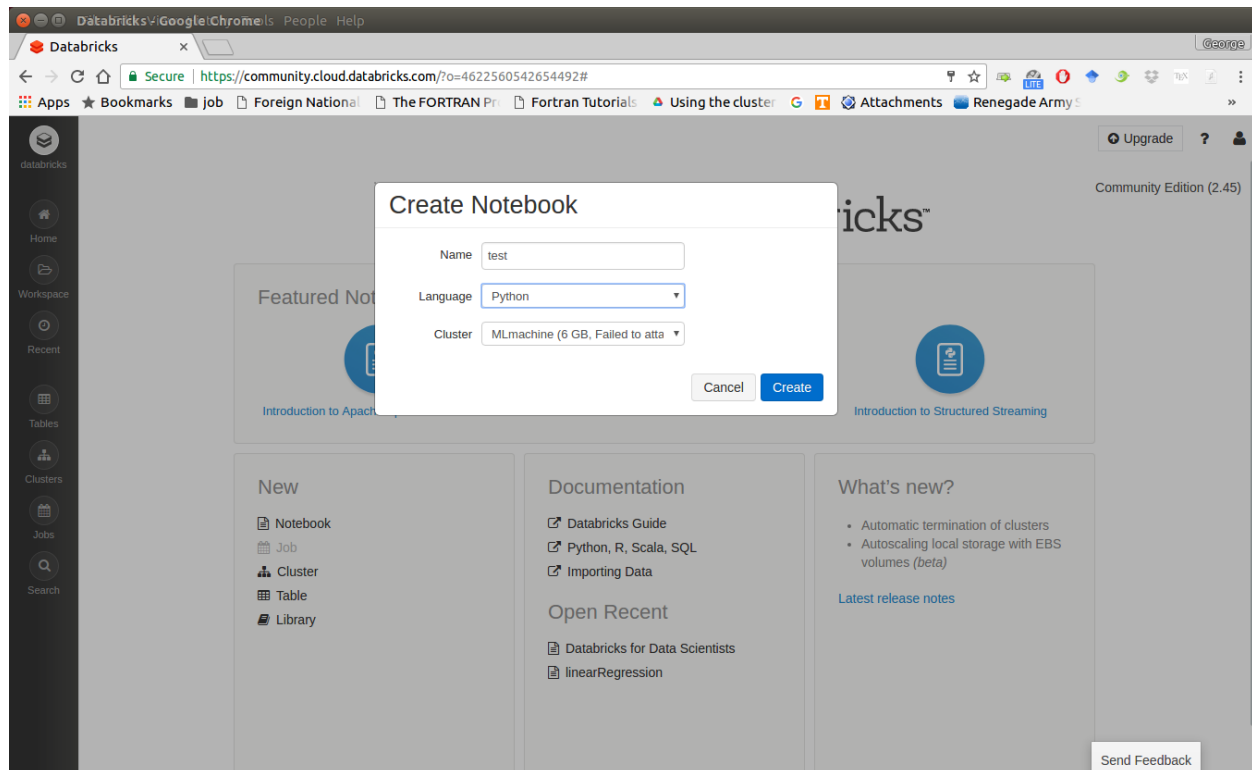 Databricks - Google Chrome Tools People Help
Databricks
George
Secure https://community.cloud.databricks.com/?o=4622560542654492#
LITE
Apps Bookmarks job Foreign National The FORTRAN Pr Fortran Tutorials Using the cluster Attachments Renegade Army S »
databricks
Upgrade ?
Community Edition (2.45)
Create Notebook
icks™
Name test
Language Python
Cluster MLmachine (6 GB, Failed to atta
Cancel Create
Home
Workspace
Recent
Tables
Clusters
Jobs
Search
Featured Not
Introduction to Apach
Introduction to Structured Streaming
New
Notebook
Job
Cluster
Table
Library
Documentation
Databricks Guide
Python, R, Scala, SQL
Importing Data
Open Recent
Databricks for Data Scientists
linearRegression
What's new?
• Automatic termination of clusters
• Autoscaling local storage with EBS
volumes (beta)
Latest release notes
Send Feedback